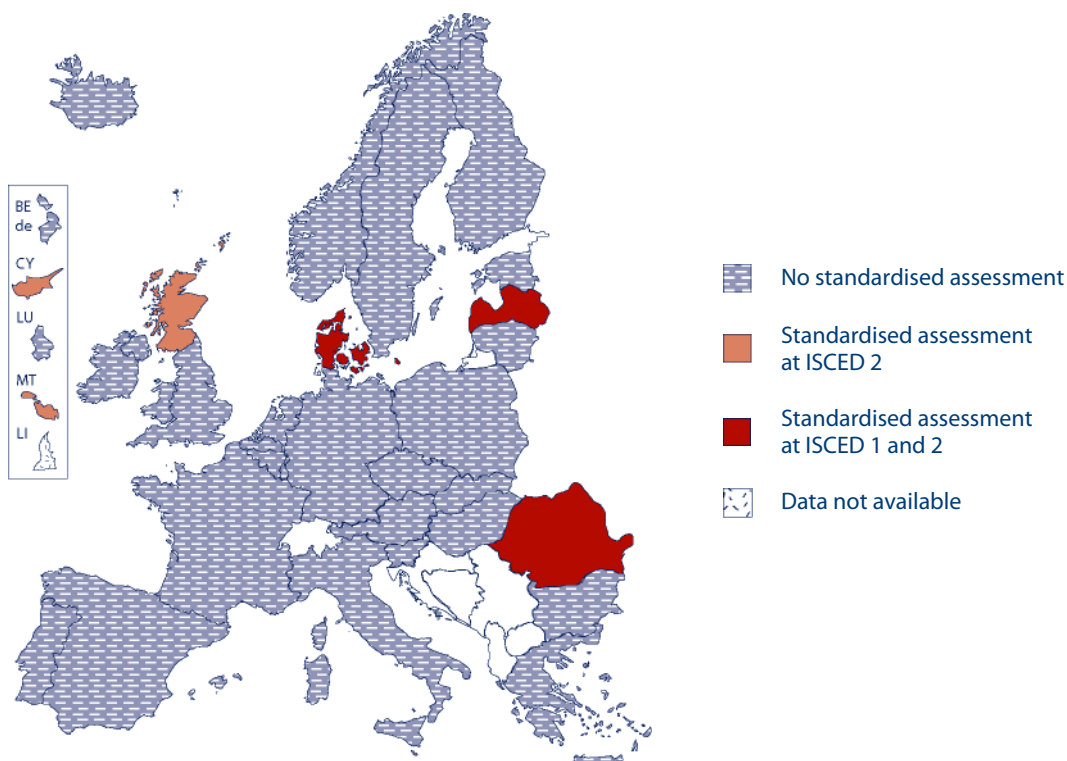 BE
de
CY
LU
MT
LI
No standardised assessment
Standardised assessment
at ISCED 2
Standardised assessment
at ISCED 1 and 2
Data not available